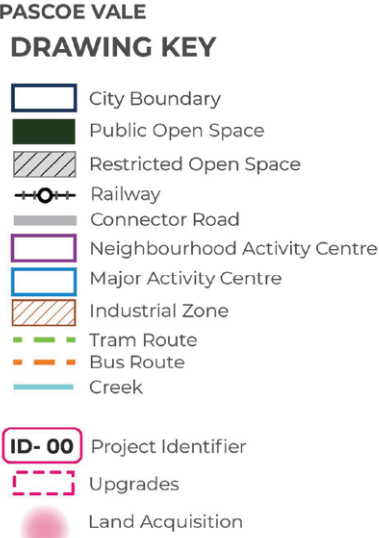 PASCOE VALE
DRAWING KEY
City Boundary
Public Open Space
Restricted Open Space
Railway
Connector Road
Neighbourhood Activity Centre
Major Activity Centre
Industrial Zone
Tram Route
Bus Route
Creek
ID- 00 Project Identifier
Upgrades
Land Acquisition